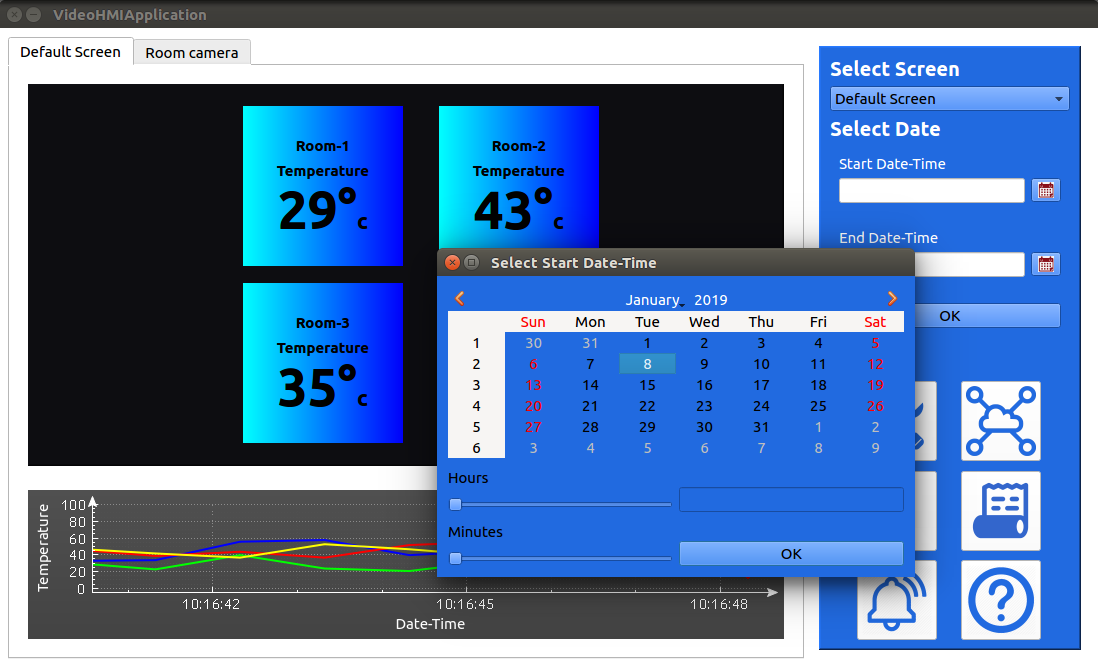 VideoHMIApplication
Default Screen
Room camera
Room-1
Temperature
29°c
Room-2
Temperature
43°c
Room-3
Temperature
35°c
Select Screen
Default Screen
Select Date
Start Date-Time
End Date-Time
OK
Select Start Date-Time
January 2019
Sun Mon Tue Wed Thu Fri Sat
1 30 31 1 2 3 4 5
2 6 7 8 9 10 11 12
3 13 14 15 16 17 18 19
4 20 21 22 23 24 25 26
5 27 28 29 30 31 1 2
6 3 4 5 6 7 8 9
Hours
Minutes
OK
Temperature
100
80
60
40
20
0
10:16:42 10:16:45 10:16:48
Date-Time
?